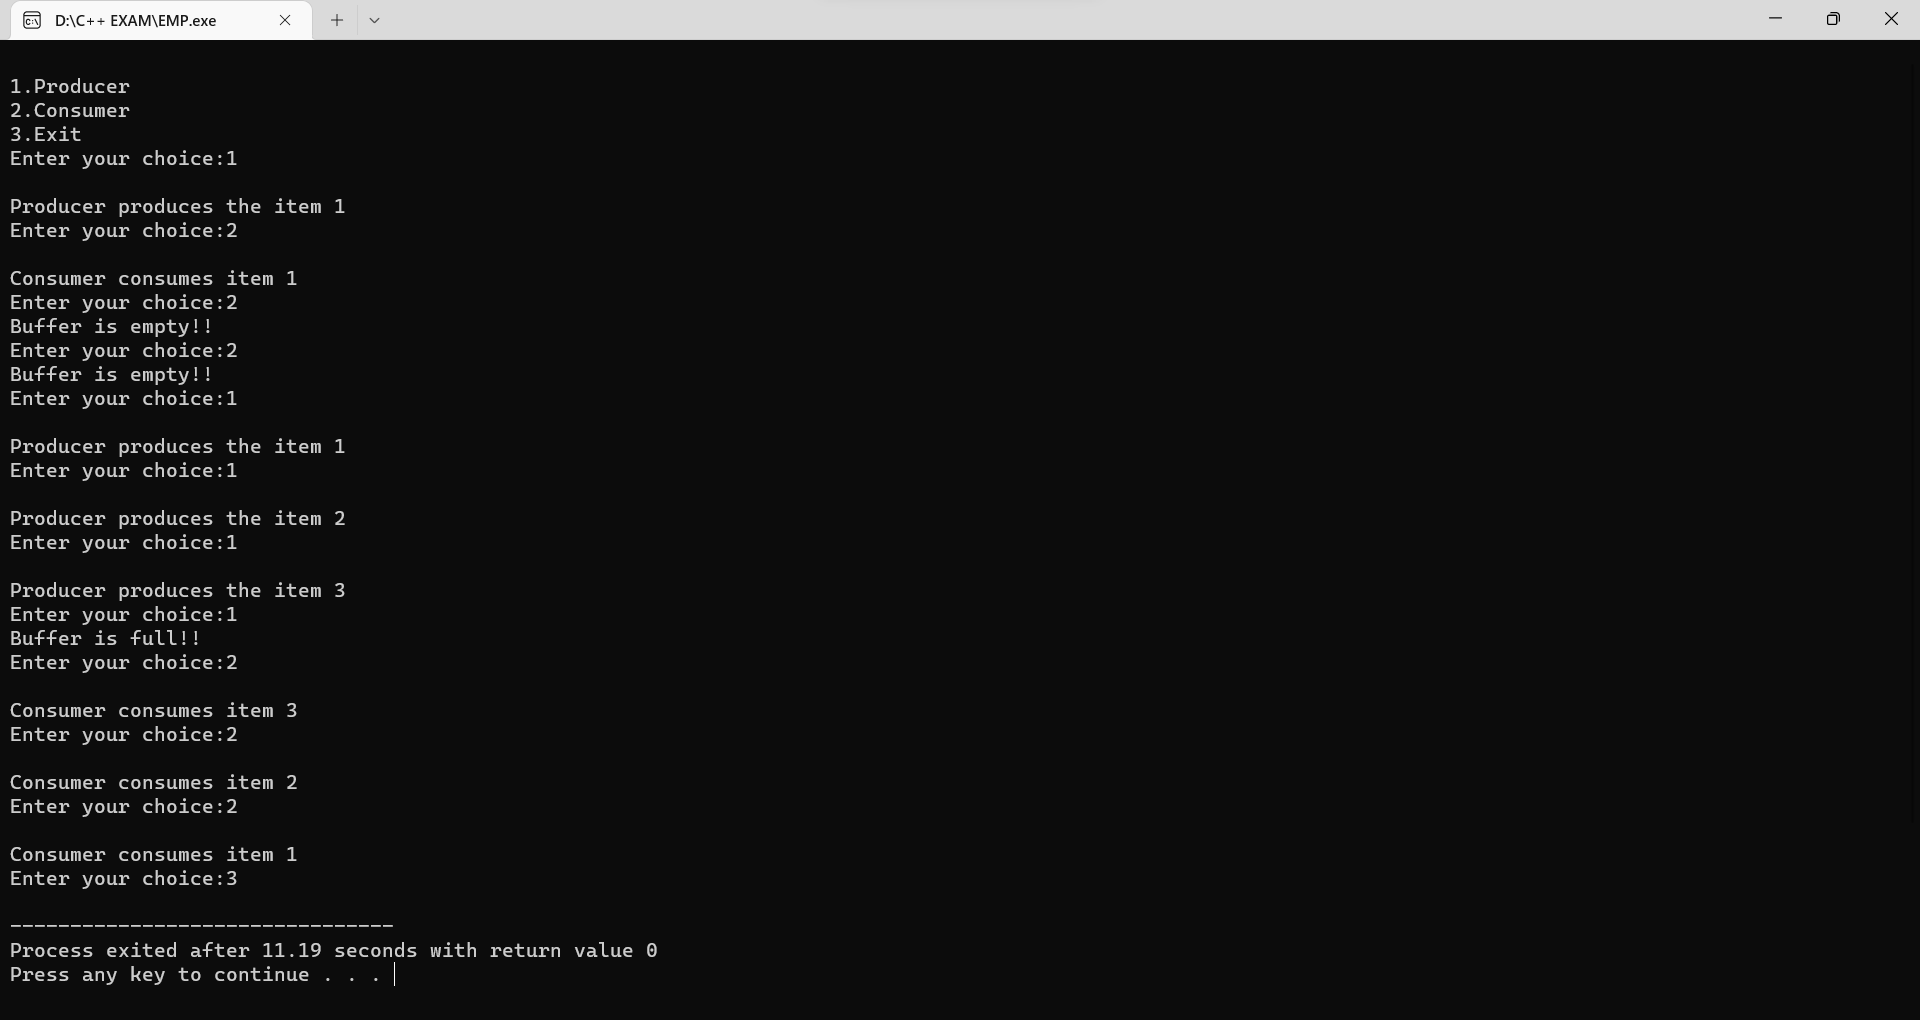 D:\C++ EXAM\EMP.exe
1.Producer
2.Consumer
3.Exit
Enter your choice:1
Producer produces the item 1
Enter your choice:2
Consumer consumes item 1
Enter your choice:2
Buffer is empty!!
Enter your choice:2
Buffer is empty!!
Enter your choice:1
Producer produces the item 1
Enter your choice:1
Producer produces the item 2
Enter your choice:1
Producer produces the item 3
Enter your choice:1
Buffer is full!!
Enter your choice:2
Consumer consumes item 3
Enter your choice:2
Consumer consumes item 2
Enter your choice:2
Consumer consumes item 1
Enter your choice:3
--------------------------------
Process exited after 11.19 seconds with return value 0
Press any key to continue . . .